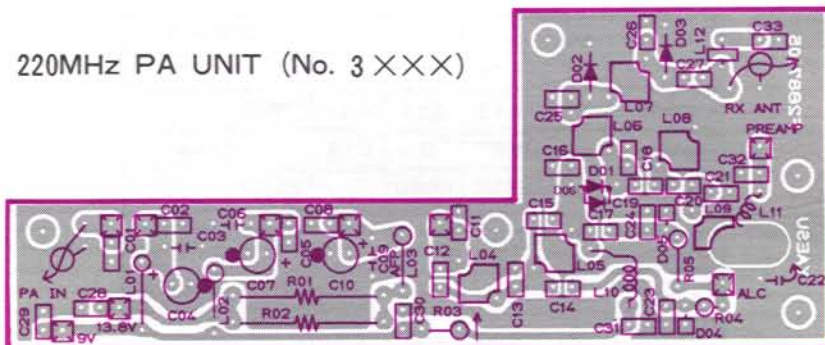 220MHz PA UNIT (No. 3×××)
C26
D03
L12
C33
D02
C27
L07
RX ANT
C25
L06
L08
PREAMP
C16
D01
C18
C32
D06
C19
C21
C20
C15
C17
C24
L09
L11
C02
C06
C08
C11
C01
C03
C05
C09
AFP
L03
C12
L04
L05
D05
R05
YAESU
L01
C07
C10
PA IN
C28
C04
L02
R01
R02
C30
R03
C13
C14
L10
C23
ALC
C22
C29
13.8V
9V
C31
D04
R04